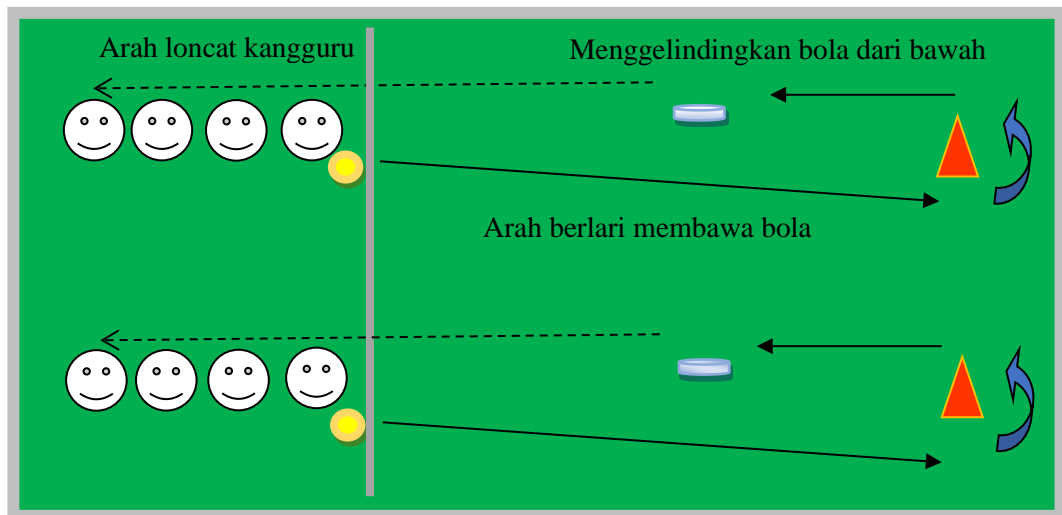 Arah loncat kangguru
Menggelindingkan bola dari bawah
Arah berlari membawa bola